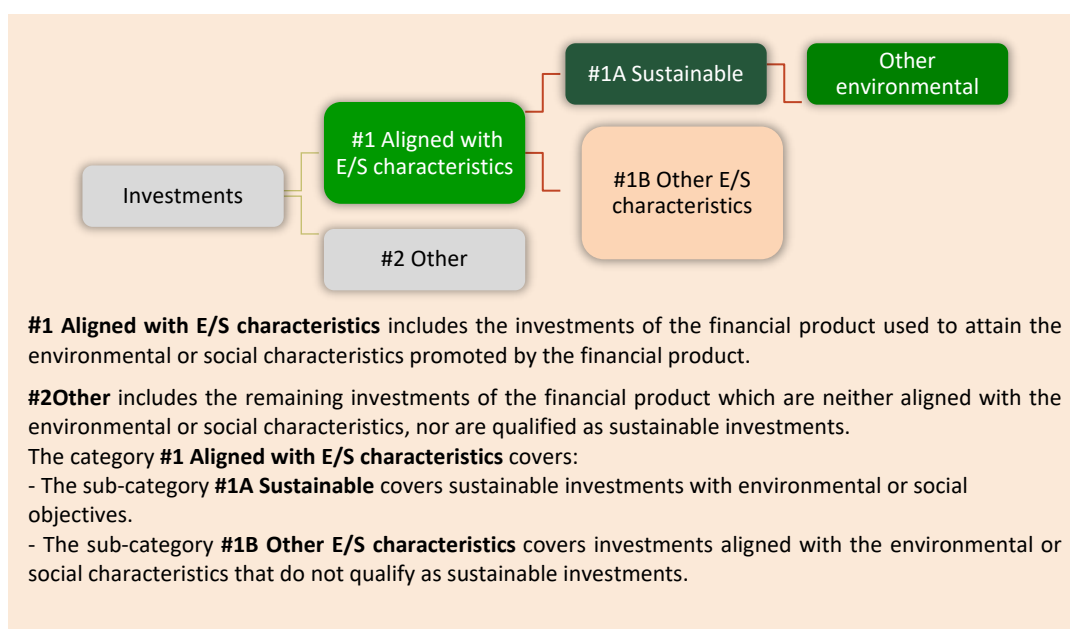 #1A Sustainable
Other
environmental
#1 Aligned with
E/S characteristics
#1B Other E/S
characteristics
Investments
#2 Other
#1 Aligned with E/S characteristics includes the investments of the financial product used to attain the
environmental or social characteristics promoted by the financial product.
#2Other includes the remaining investments of the financial product which are neither aligned with the
environmental or social characteristics, nor are qualified as sustainable investments.
The category #1 Aligned with E/S characteristics covers:
- The sub-category #1A Sustainable covers sustainable investments with environmental or social
objectives.
- The sub-category #1B Other E/S characteristics covers investments aligned with the environmental or
social characteristics that do not qualify as sustainable investments.